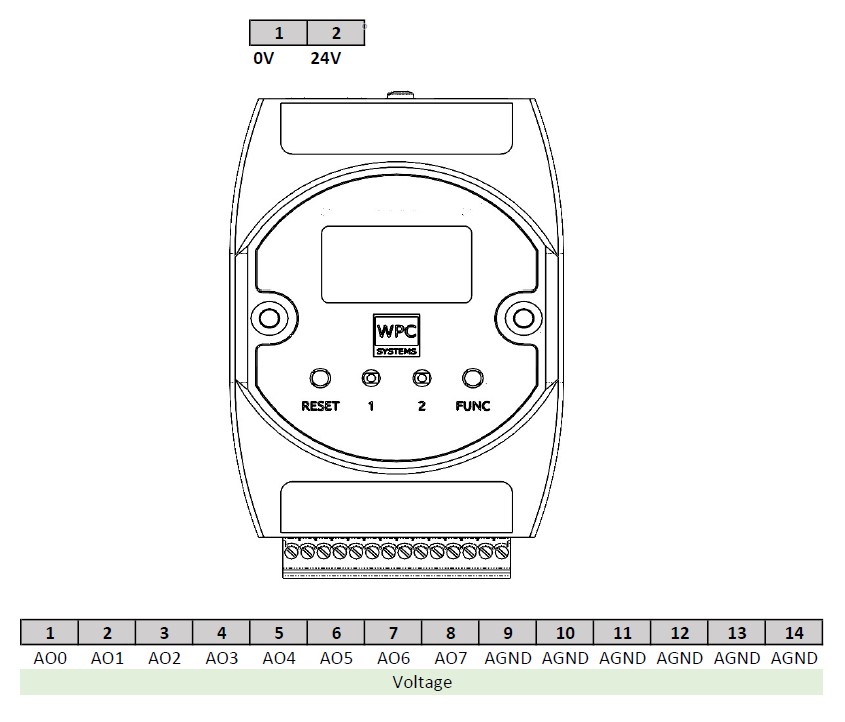 1 2
0V 24V
WPC
SYSTEMS
RESET 1 2 FUNC
1 2 3 4 5 6 7 8 9 10 11 12 13 14
AO0 AO1 AO2 AO3 AO4 AO5 AO6 AO7 AGND AGND AGND AGND AGND AGND
Voltage